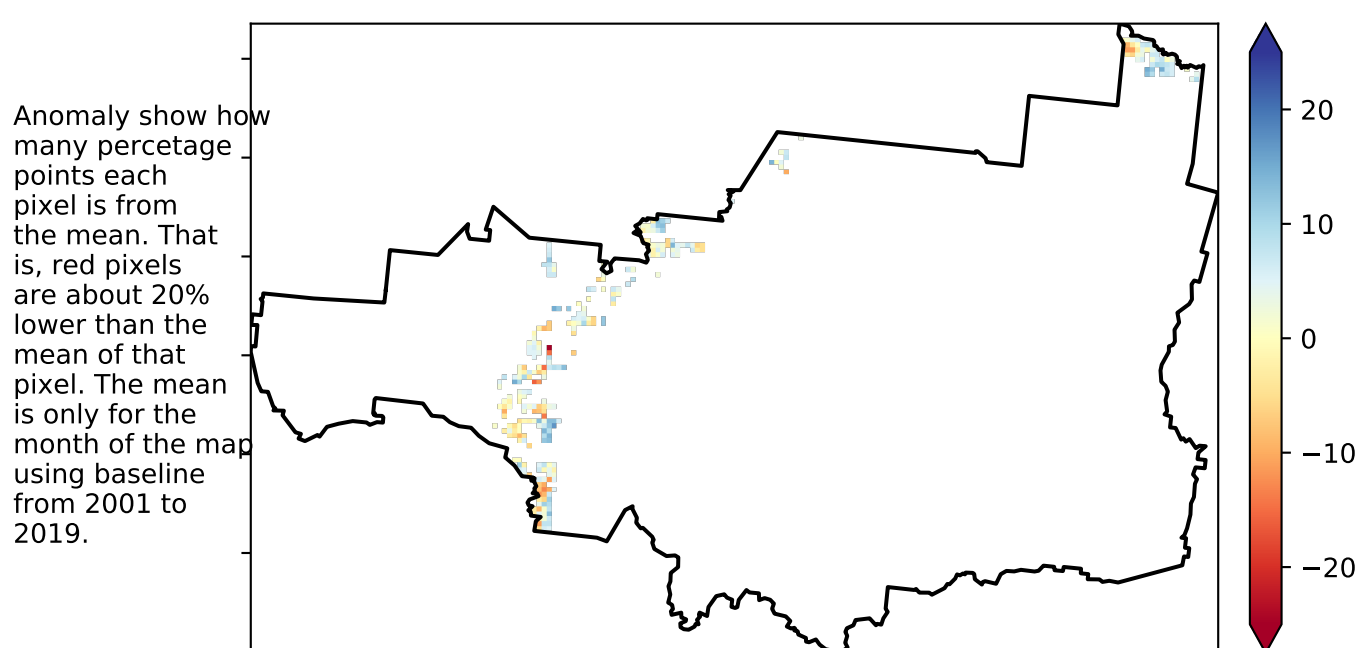 Anomaly show how
many percetage
points each
pixel is from
the mean. That
is, red pixels
are about 20%
lower than the
mean of that
pixel. The mean
is only for the
month of the map
using baseline
from 2001 to
2019.
20
10
0
−10
−20